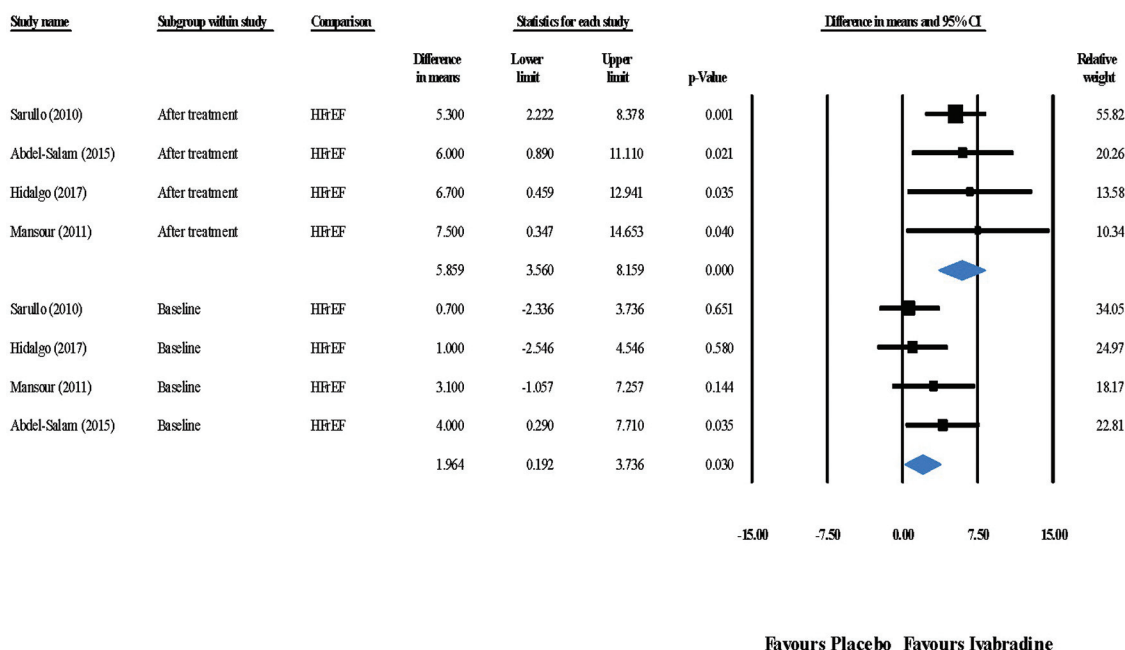 Study name Subgroup within study Comparison Statistics for each study Difference in means and 95% CI
Difference in means Lower limit Upper limit p-Value Relative weight
Sarullo (2010) After treatment HFrEF 5.300 2.222 8.378 0.001 55.82
Abdel-Salam (2015) After treatment HFrEF 6.000 0.890 11.110 0.021 20.26
Hidalgo (2017) After treatment HFrEF 6.700 0.459 12.941 0.035 13.58
Mansour (2011) After treatment HFrEF 7.500 0.347 14.653 0.040 10.34
5.859 3.560 8.159 0.000
Sarullo (2010) Baseline HFrEF 0.700 -2.336 3.736 0.651 34.05
Hidalgo (2017) Baseline HFrEF 1.000 -2.546 4.546 0.580 24.97
Mansour (2011) Baseline HFrEF 3.100 -1.057 7.257 0.144 18.17
Abdel-Salam (2015) Baseline HFrEF 4.000 0.290 7.710 0.035 22.81
1.964 0.192 3.736 0.030
-15.00 -7.50 0.00 7.50 15.00
Favours Placebo Favours Ivabradine